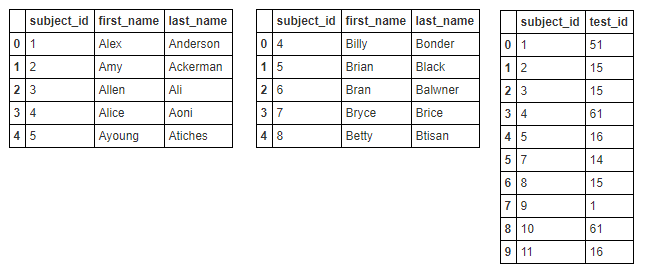 subject_id first_name last_name
0 1 Alex Anderson
1 2 Amy Ackerman
2 3 Allen Ali
3 4 Alice Aoni
4 5 Ayoung Atiches
subject_id first_name last_name
0 4 Billy Bonder
1 5 Brian Black
2 6 Bran Balwner
3 7 Bryce Brice
4 8 Betty Btisan
subject_id test_id
0 1 51
1 2 15
2 3 15
3 4 61
4 5 16
5 7 14
6 8 15
7 9 1
8 10 61
9 11 16